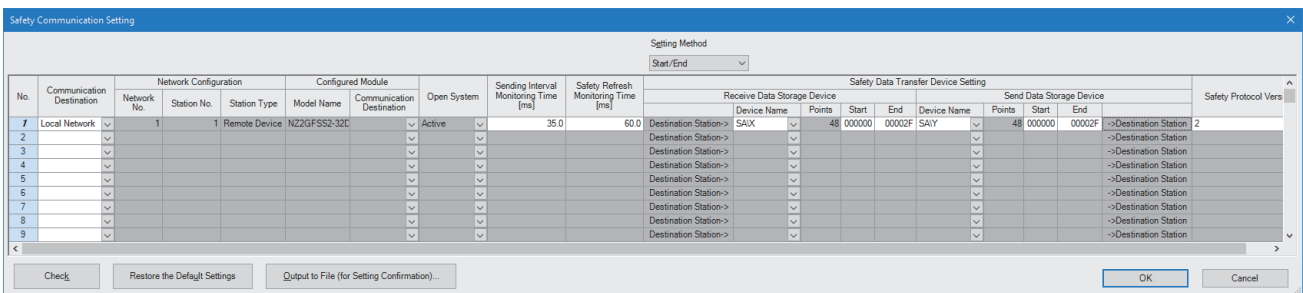 Safety Communication Setting
Setting Method
Start/End
No. Communication Destination Network Configuration Configured Module Open System Sending Interval Monitoring Time [ms] Safety Refresh Monitoring Time [ms] Safety Data Transfer Device Setting
Receive Data Storage Device Send Data Storage Device Safety Protocol Versi
Network No. Station No. Station Type Model Name Communication Destination Device Name Points Start End Device Name Points Start End
1 Local Network 1 1 Remote Device NZ2GFSS2-32D Active 35.0 60.0 Destination Station-> SA\X 48 000000 00002F SA\Y 48 000000 00002F ->Destination Station 2
2 Destination Station-> ->Destination Station
3 Destination Station-> ->Destination Station
4 Destination Station-> ->Destination Station
5 Destination Station-> ->Destination Station
6 Destination Station-> ->Destination Station
7 Destination Station-> ->Destination Station
8 Destination Station-> ->Destination Station
9 Destination Station-> ->Destination Station
Check Restore the Default Settings Output to File (for Setting Confirmation)... OK Cancel